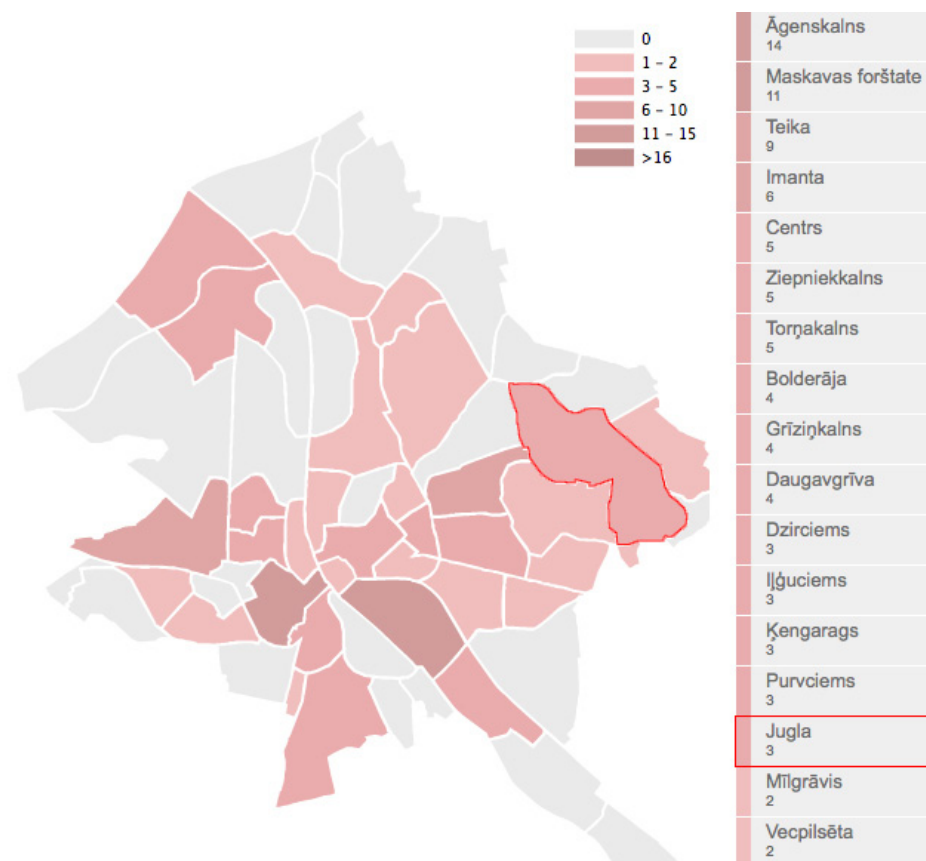 0
1 – 2
3 – 5
6 – 10
11 – 15
>16
Āgenskalns
14
Maskavas forštate
11
Teika
9
Imanta
6
Centrs
5
Ziepniekkalns
5
Torņakalns
5
Bolderāja
4
Grīziņkalns
4
Daugavgrīva
4
Dzirciems
3
Iļģuciems
3
Ķengarags
3
Purvciems
3
Jugla
3
Mīlgrāvis
2
Vecpilsēta
2